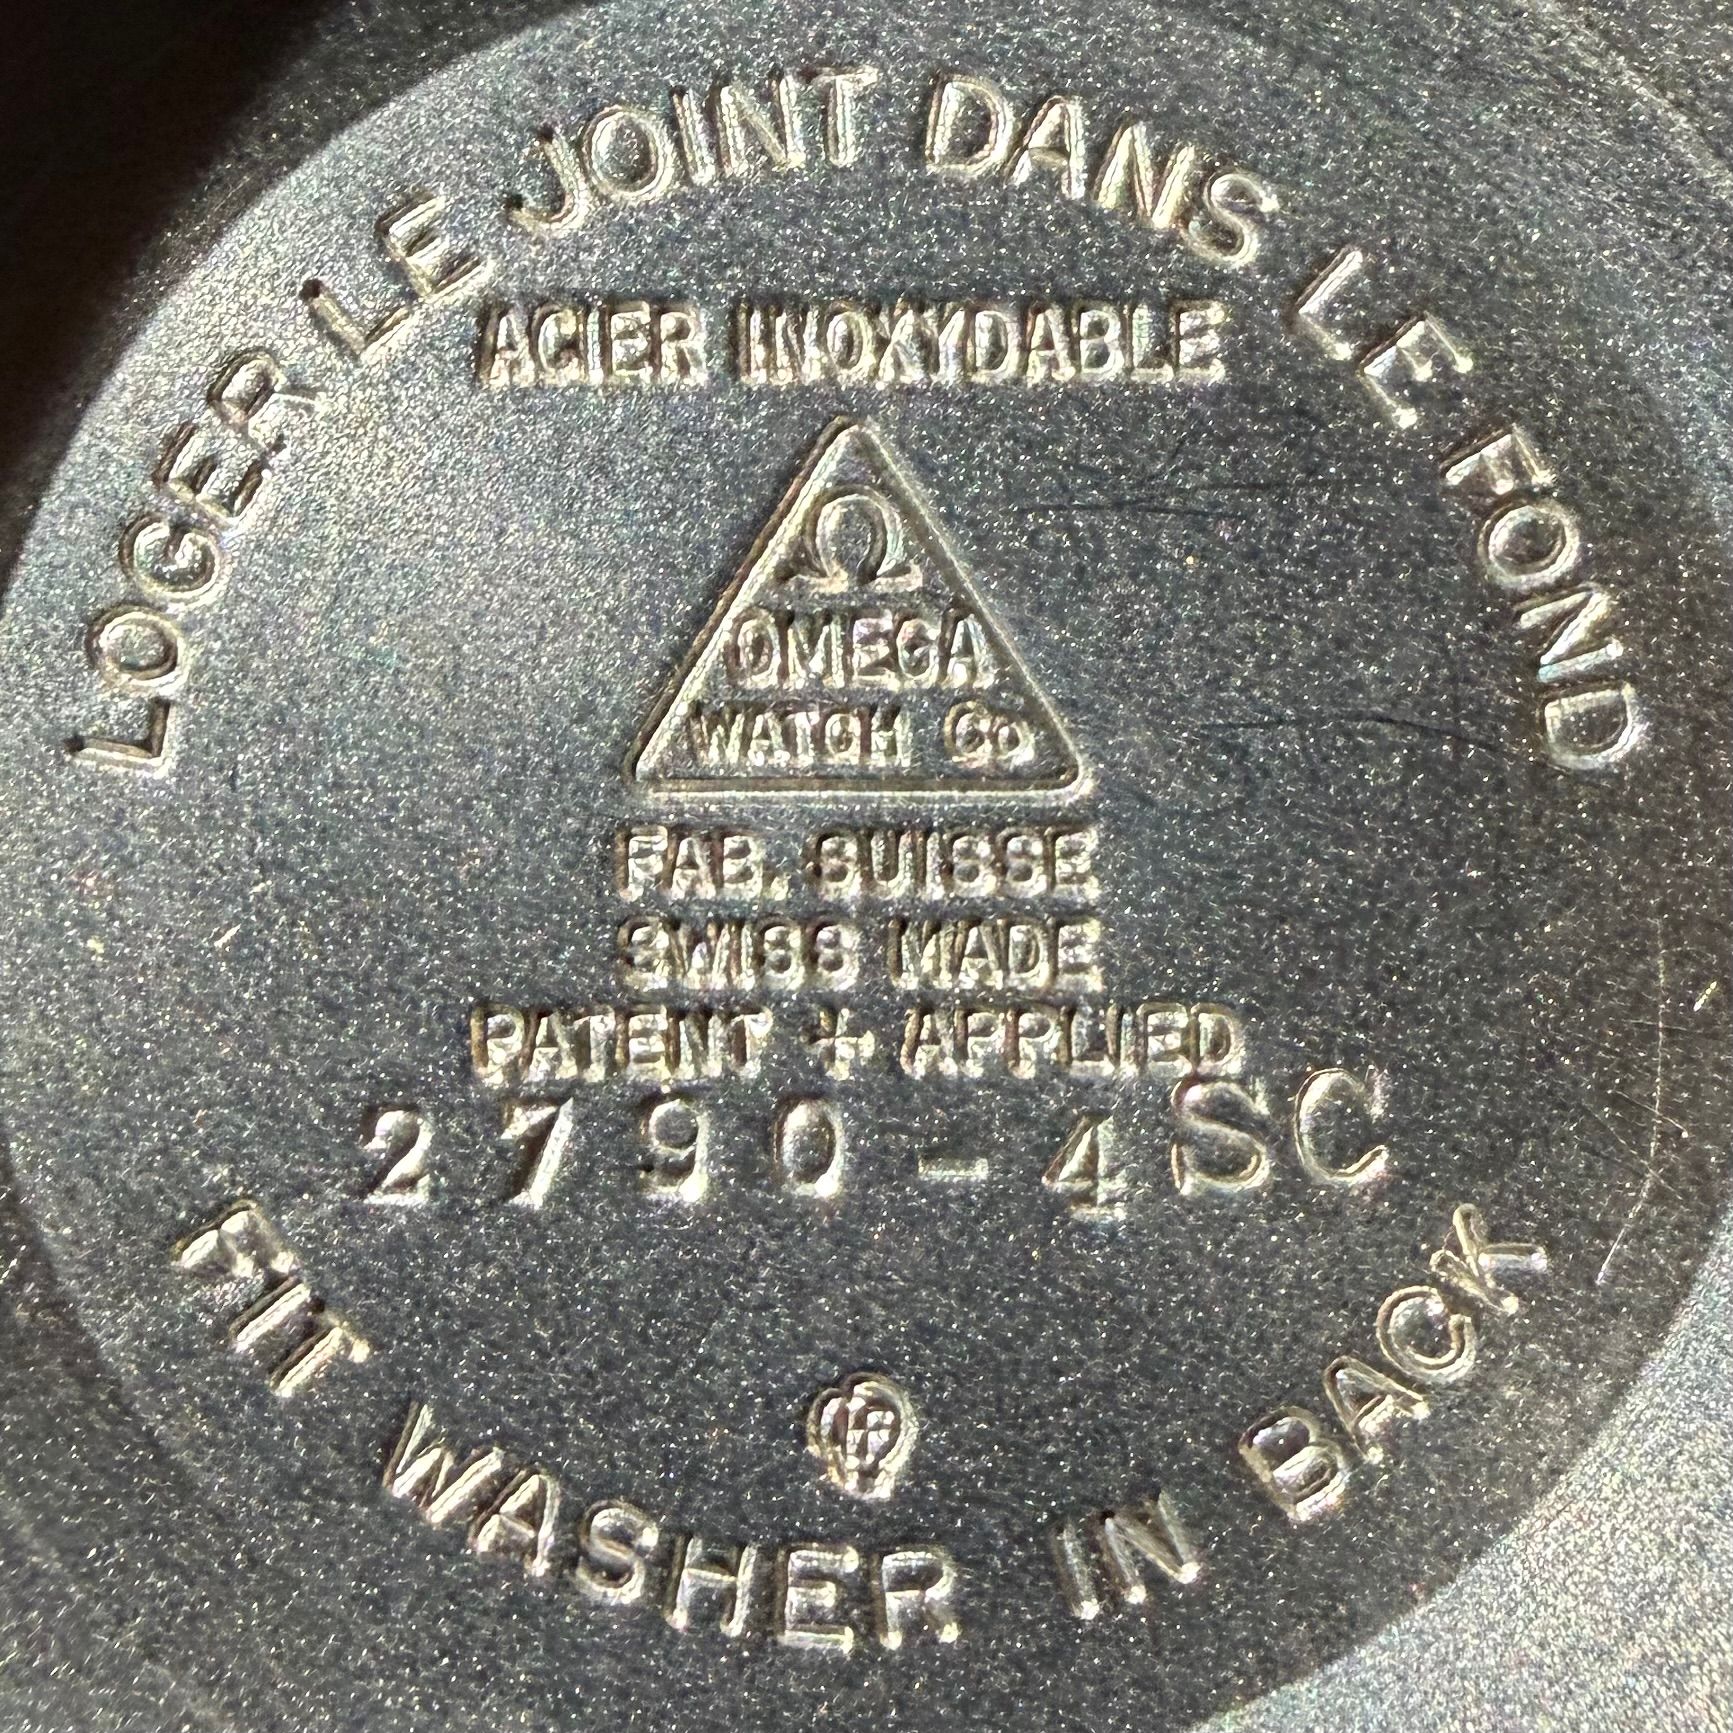 LOGER LE JOINT DANS LE FOND
ACIER INOXYDABLE
Ω
OMEGA
WATCH Co
FAB. SUISSE
SWISS MADE
PATENT + APPLIED
2790-4SC
FIT WASHER IN BACK